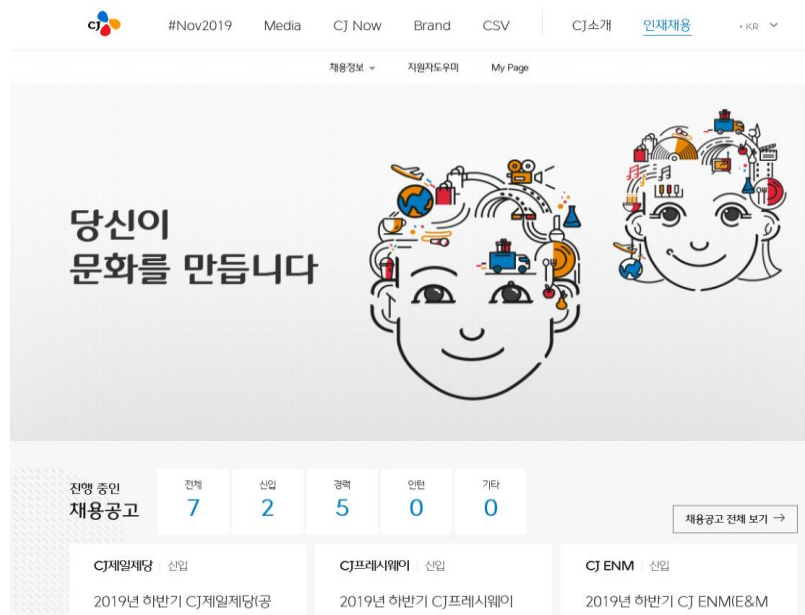 CJ
#Nov2019 Media CJ Now Brand CSV CJ소개 인재채용 · KR
채용정보 지원자도우미 My Page
당신이
문화를 만듭니다
진행 중인
채용공고
전체 신입 경력 인턴 기타
7 2 5 0 0
채용공고 전체 보기 →
CJ제일제당 신입 CJ프레시웨이 신입 CJ ENM 신입
2019년 하반기 CJ제일제당(공 2019년 하반기 CJ프레시웨이 2019년 하반기 CJ ENM(E&M